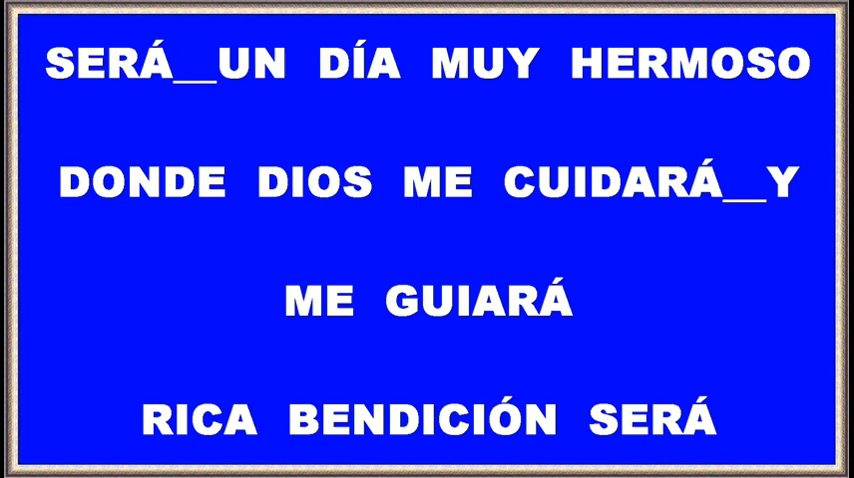 SERÁ__UN DÍA MUY HERMOSO
DONDE DIOS ME CUIDARÁ__Y
ME GUIARÁ
RICA BENDICIÓN SERÁ